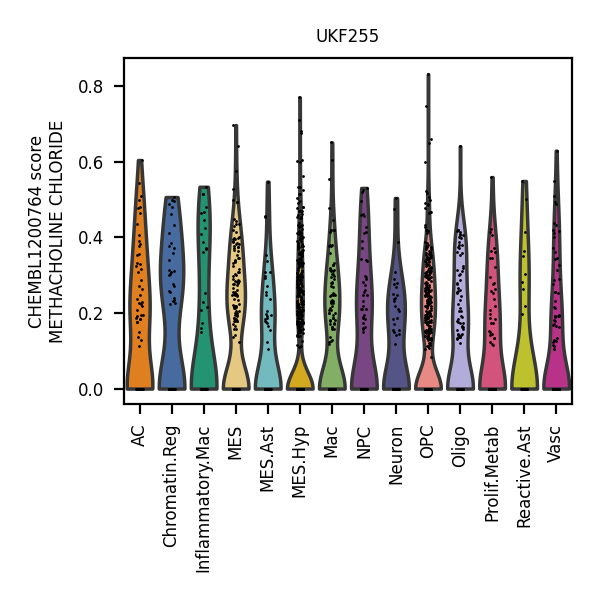 UKF255
CHEMBL1200764 score
METHACHOLINE CHLORIDE
0.8
0.6
0.4
0.2
0.0
AC
Chromatin.Reg
Inflammatory.Mac
MES
MES.Ast
MES.Hyp
Mac
NPC
Neuron
OPC
Oligo
Prolif.Metab
Reactive.Ast
Vasc